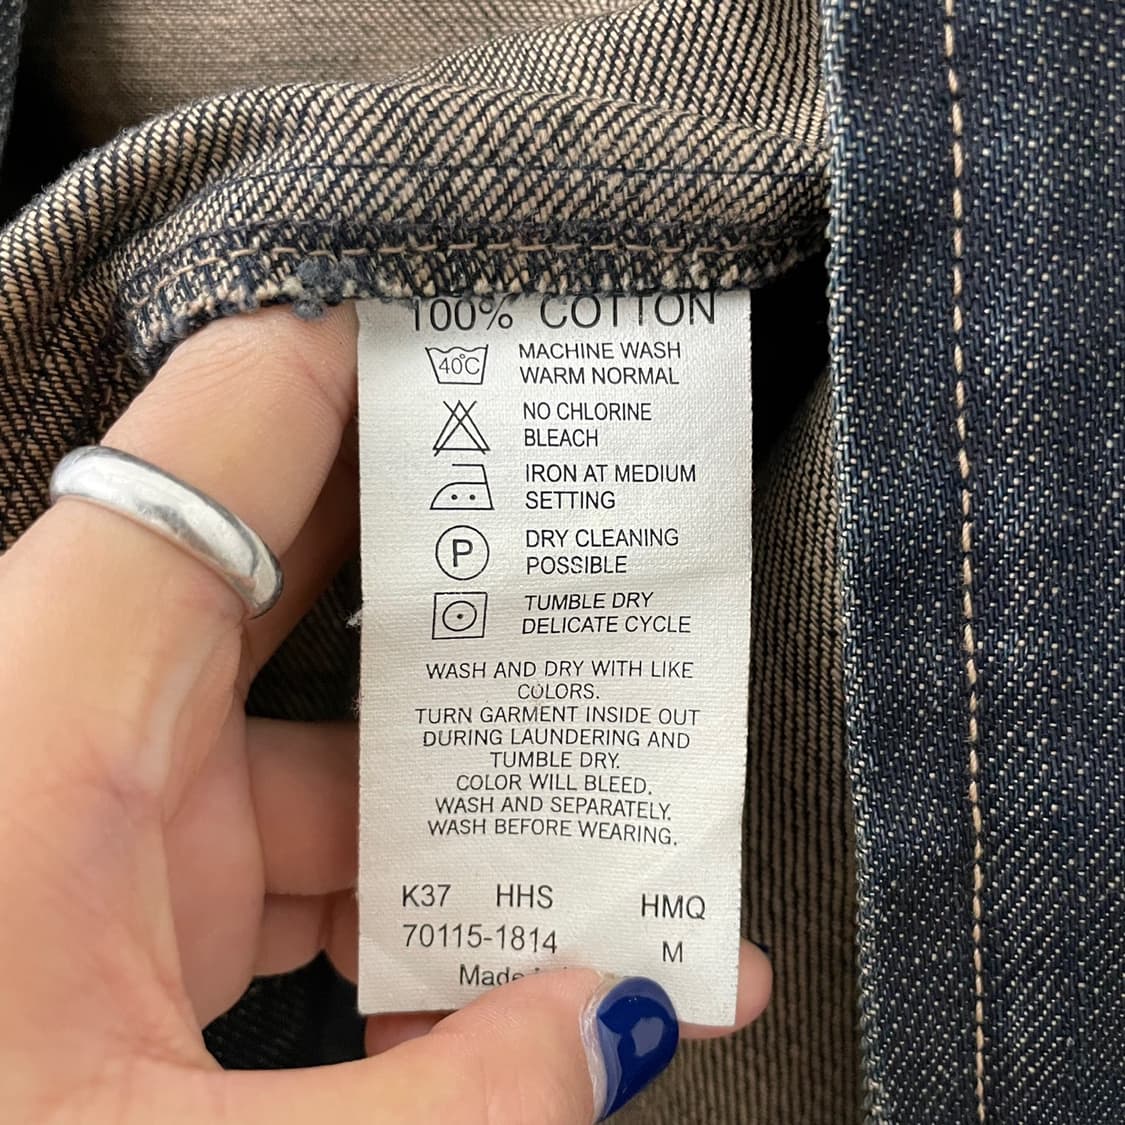 100% COTTON
40°C MACHINE WASH
WARM NORMAL
NO CHLORINE
BLEACH
IRON AT MEDIUM
SETTING
P DRY CLEANING
POSSIBLE
TUMBLE DRY
DELICATE CYCLE
WASH AND DRY WITH LIKE
COLORS.
TURN GARMENT INSIDE OUT
DURING LAUNDERING AND
TUMBLE DRY.
COLOR WILL BLEED.
WASH AND SEPARATELY.
WASH BEFORE WEARING.
K37 HHS HMQ
70115-1814 M
Made